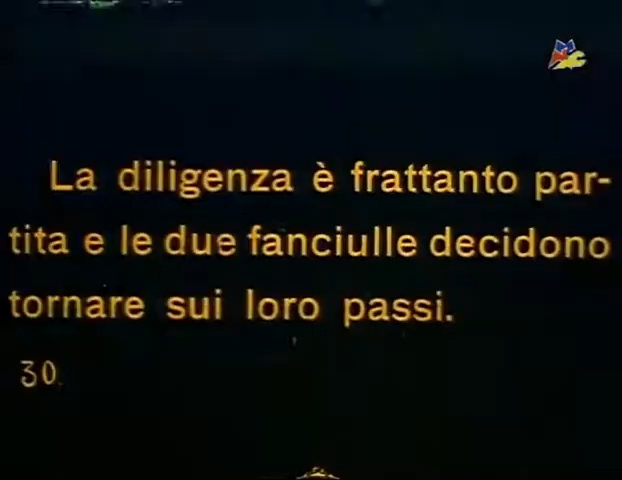 La diligenza è frattanto par-
tita e le due fanciulle decidono
tornare sui loro passi.
30.